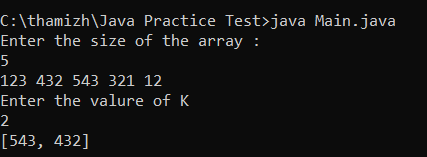 C:\thamizh\Java Practice Test>java Main.java
Enter the size of the array :
5
123 432 543 321 12
Enter the valure of K
2
[543, 432]